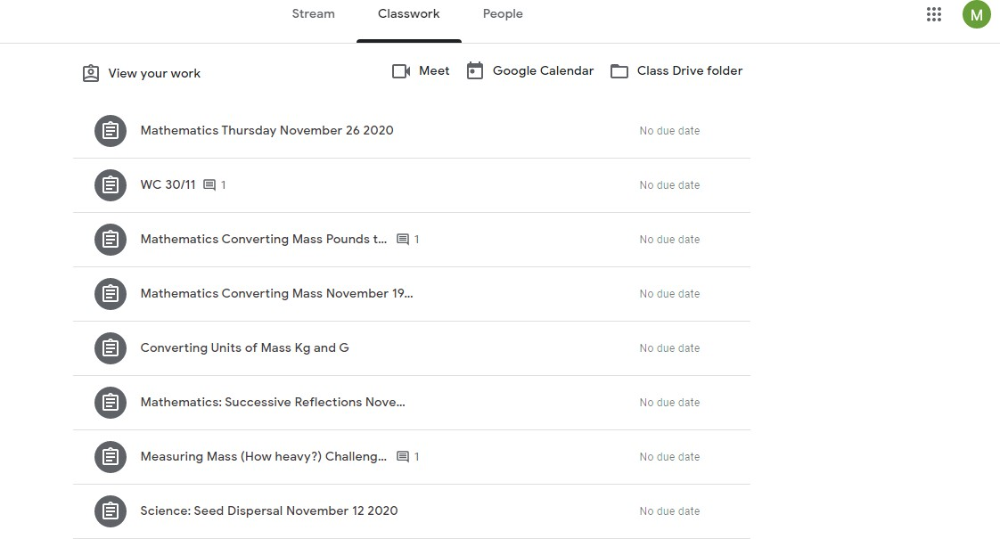 Stream Classwork People M
View your work Meet Google Calendar Class Drive folder
Mathematics Thursday November 26 2020 No due date
WC 30/11 1 No due date
Mathematics Converting Mass Pounds t... 1 No due date
Mathematics Converting Mass November 19... No due date
Converting Units of Mass Kg and G No due date
Mathematics: Successive Reflections Nove... No due date
Measuring Mass (How heavy?) Challeng... 1 No due date
Science: Seed Dispersal November 12 2020 No due date